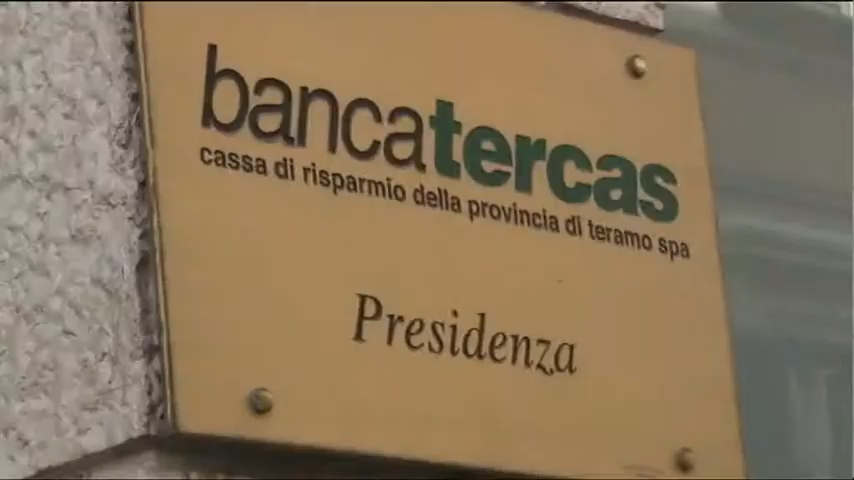 bancatercas
cassa di risparmio della provincia di teramo spa
Presidenza